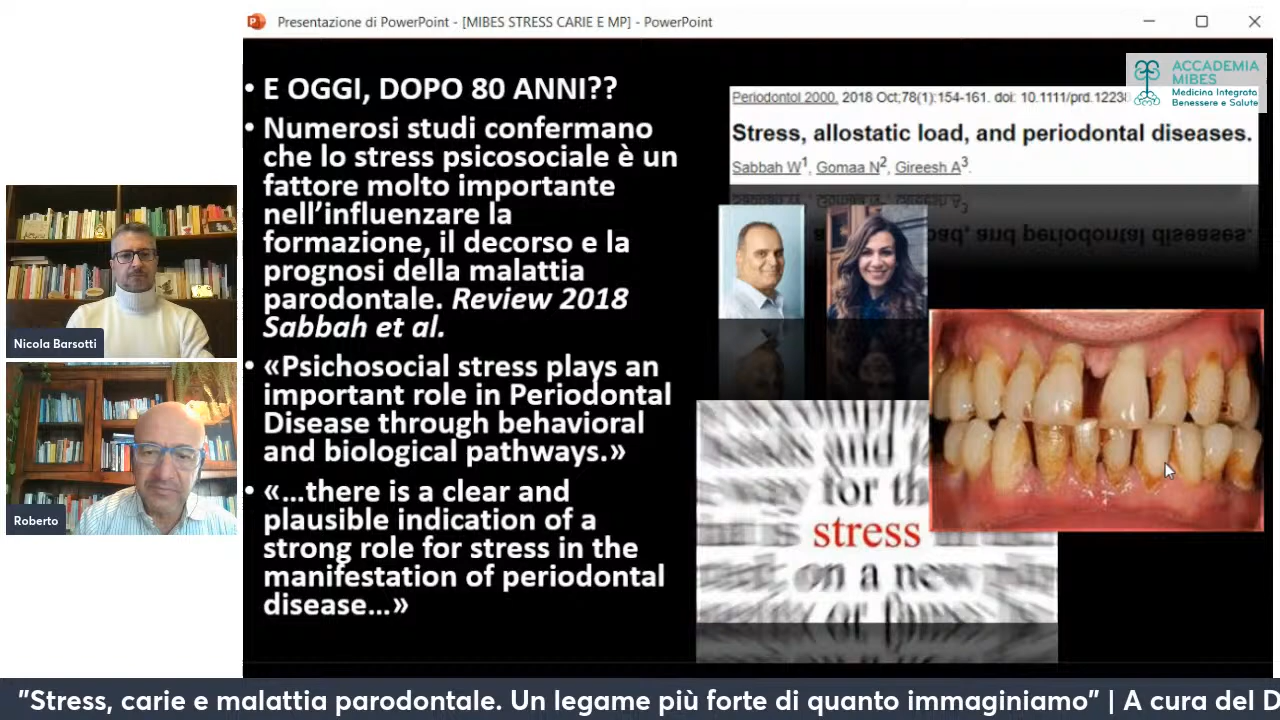 Presentazione di PowerPoint - [MIBES STRESS CARIE E MP] - PowerPoint
ACCADEMIA
MIBES
Medicina Integrata
Benessere e Salute
• E OGGI, DOPO 80 ANNI??
• Numerosi studi confermano
che lo stress psicosociale è un
fattore molto importante
nell’influenzare la
formazione, il decorso e la
prognosi della malattia
parodontale. Review 2018
Sabbah et al.
• «Psichosocial stress plays an
important role in Periodontal
Disease through behavioral
and biological pathways.»
• «…there is a clear and
plausible indication of a
strong role for stress in the
manifestation of periodontal
disease…»
Periodontol 2000. 2018 Oct;78(1):154-161. doi: 10.1111/prd.1223
Stress, allostatic load, and periodontal diseases.
Sabbah W1, Gomaa N2, Gireesh A3.
and
for th
stress
on a new
or
Nicola Barsotti
Roberto
"Stress, carie e malattia parodontale. Un legame più forte di quanto immaginiamo" | A cura del D